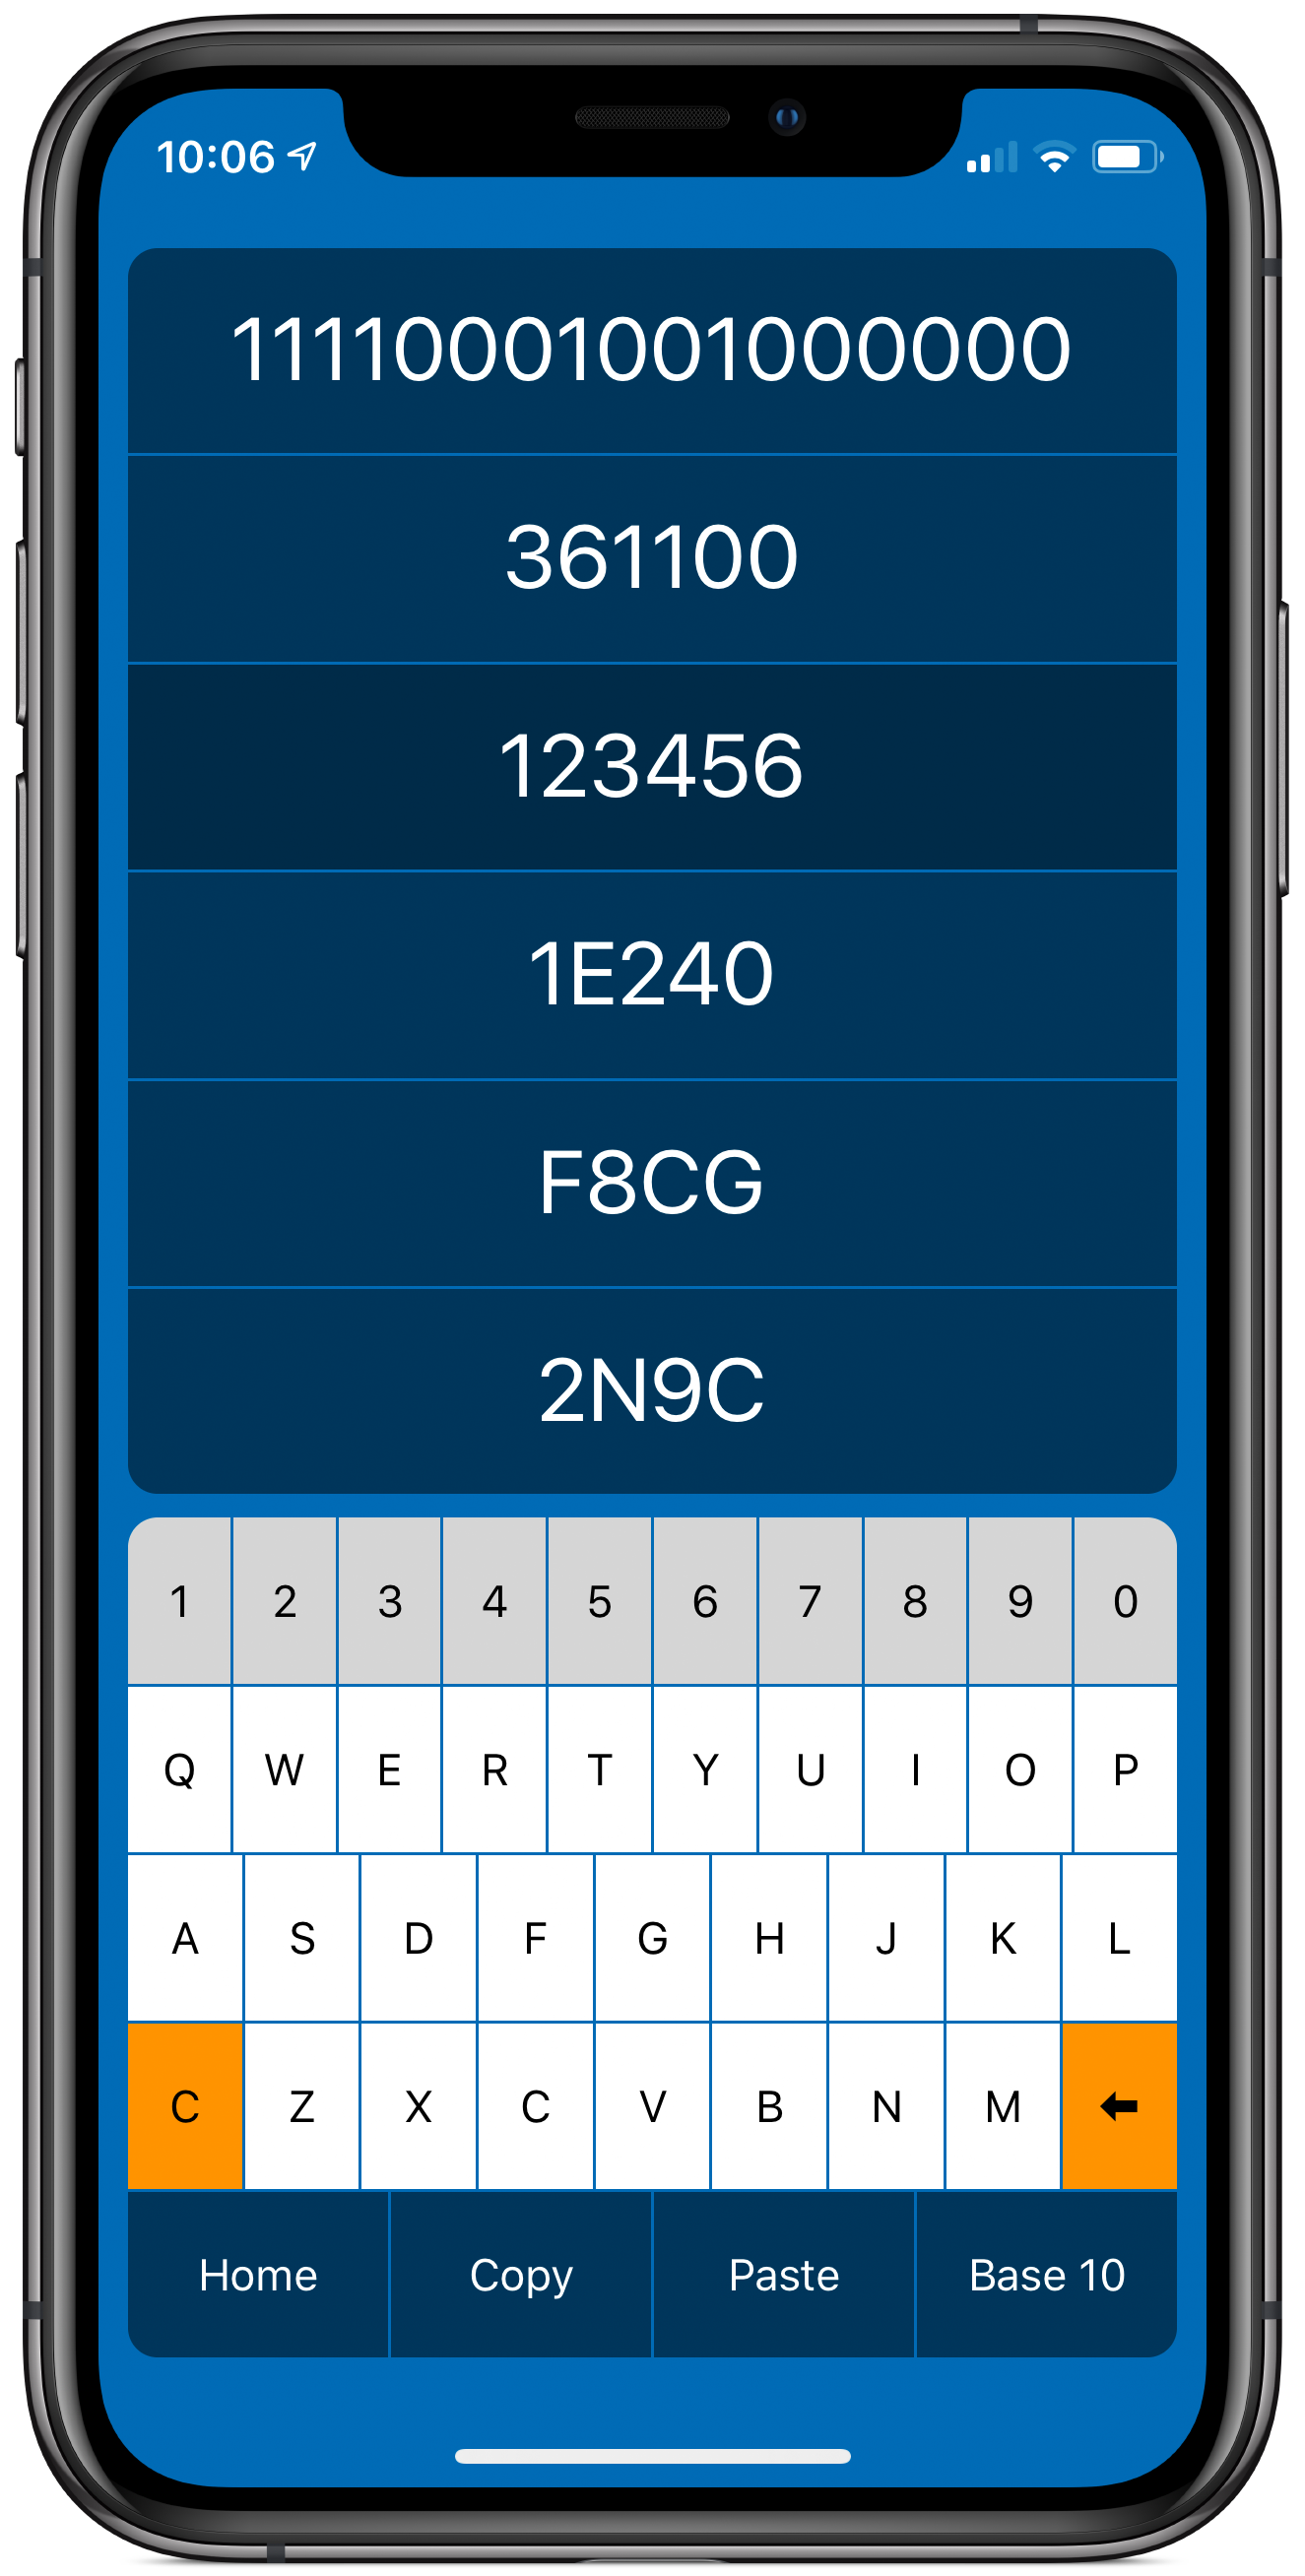 10:06
11110001001000000
361100
123456
1E240
F8CG
2N9C
1 2 3 4 5 6 7 8 9 0
Q W E R T Y U I O P
A S D F G H J K L
C Z X C V B N M
Home Copy Paste Base 10